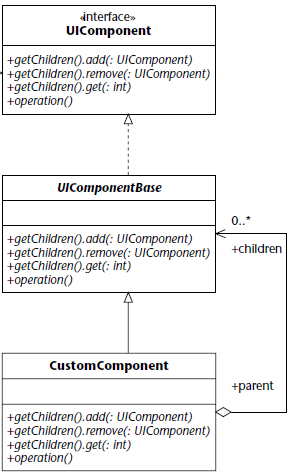 «interface»
UIComponent
+getChildren().add(: UIComponent)
+getChildren().remove(: UIComponent)
+getChildren().get(: int)
+operation()
UIComponentBase
0..*
+getChildren().add(: UIComponent)
+children
+getChildren().remove(: UIComponent)
+getChildren().get(: int)
+operation()
CustomComponent
+parent
+getChildren().add(: UIComponent)
+getChildren().remove(: UIComponent)
+getChildren().get(: int)
+operation()